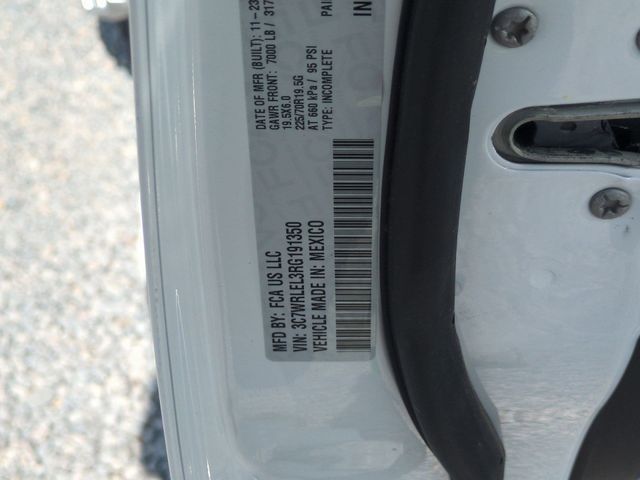 MFD BY: FCA US LLC
DATE OF MFR (BUILT): 11-23
GAWR FRONT: 7000 LB / 317
19.5X6.0
225/70R19.5G
AT 660 kPa / 95 PSI
TYPE: INCOMPLETE
VIN: 3C7WRLEL3RG191350
VEHICLE MADE IN: MEXICO